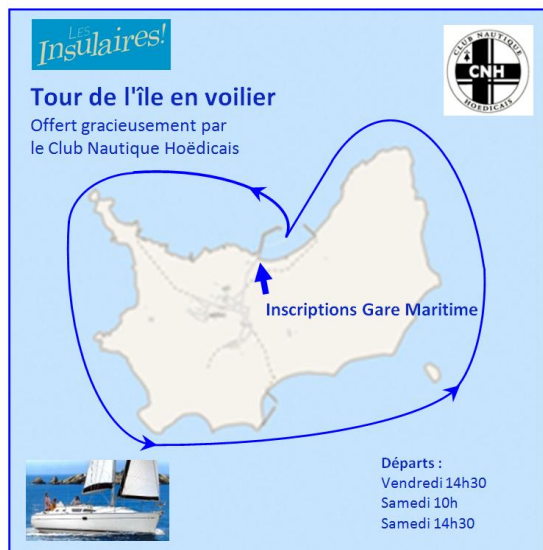 LES
Insulaires!
CLUB NAUTIQUE
CNH
HOEDICAIS
Tour de l'île en voilier
Offert gracieusement par
le Club Nautique Hoëdicais
Inscriptions Gare Maritime
Départs :
Vendredi 14h30
Samedi 10h
Samedi 14h30